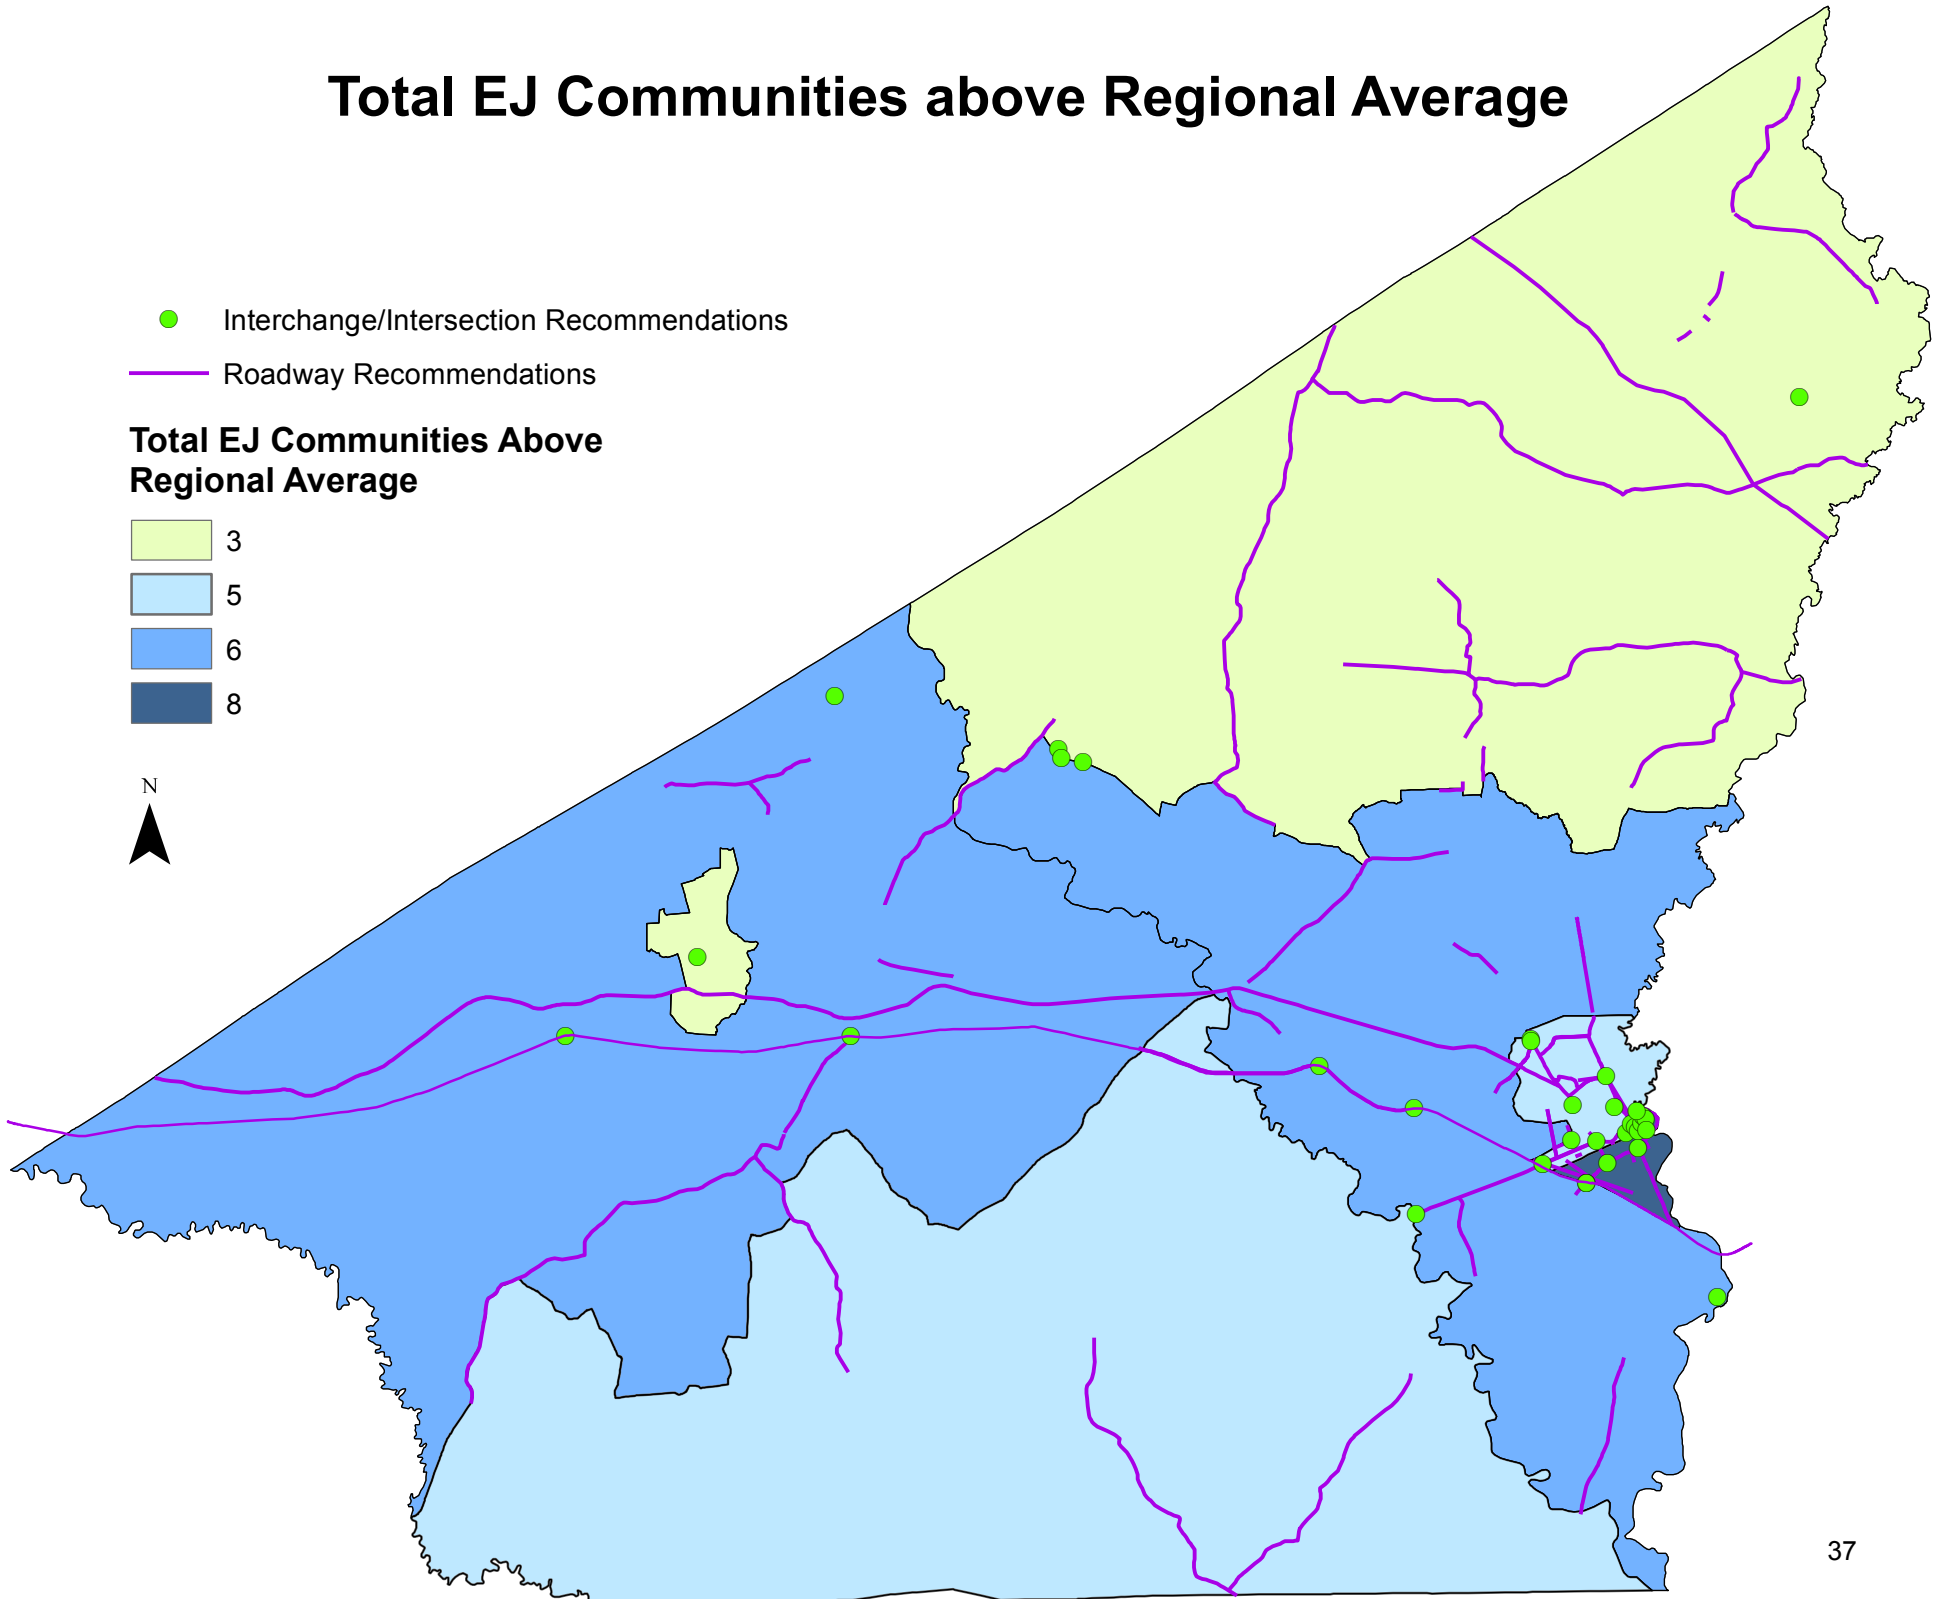 Total EJ Communities above Regional Average
Interchange/Intersection Recommendations
Roadway Recommendations
Total EJ Communities Above
Regional Average
3
5
6
8
N
37